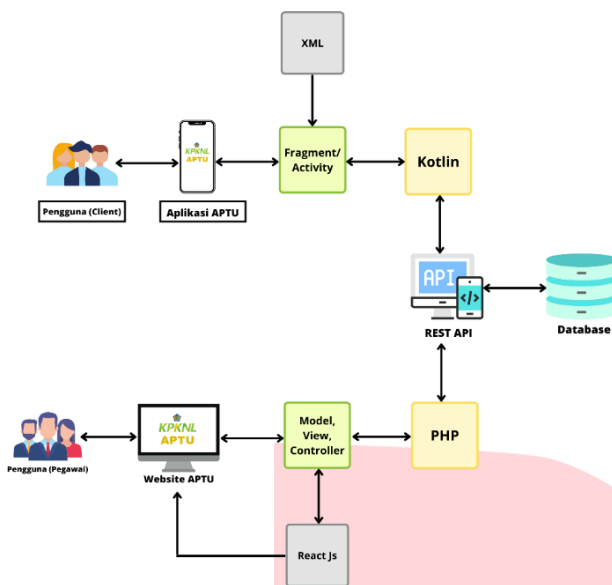 XML
KPKNL
APTU
Fragment/
Activity
Kotlin
Pengguna (Client)
Aplikasi APTU
API
</>
REST API
Database
KPKNL
APTU
Model,
View,
Controller
PHP
Pengguna (Pegawai)
Website APTU
React Js